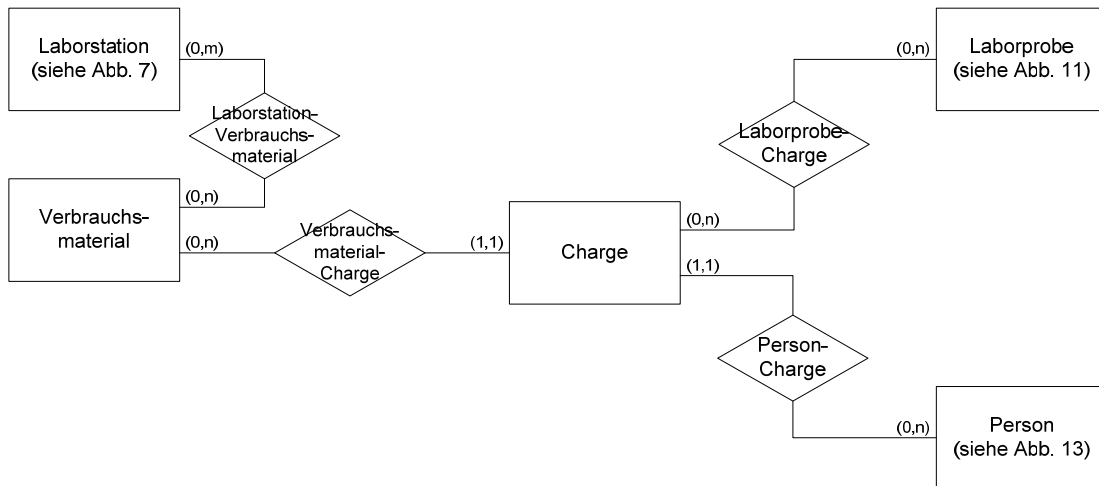 Laborstation
(siehe Abb. 7)
(0,m)
Laborstation-
Verbrauchs-
material
Verbrauchs-
material
(0,n)
(0,n)
Verbrauchs-
material-
Charge
(1,1)
Charge
(0,n)
(1,1)
Laborprobe-
Charge
(0,n)
Laborprobe
(siehe Abb. 11)
Person-
Charge
(0,n)
Person
(siehe Abb. 13)